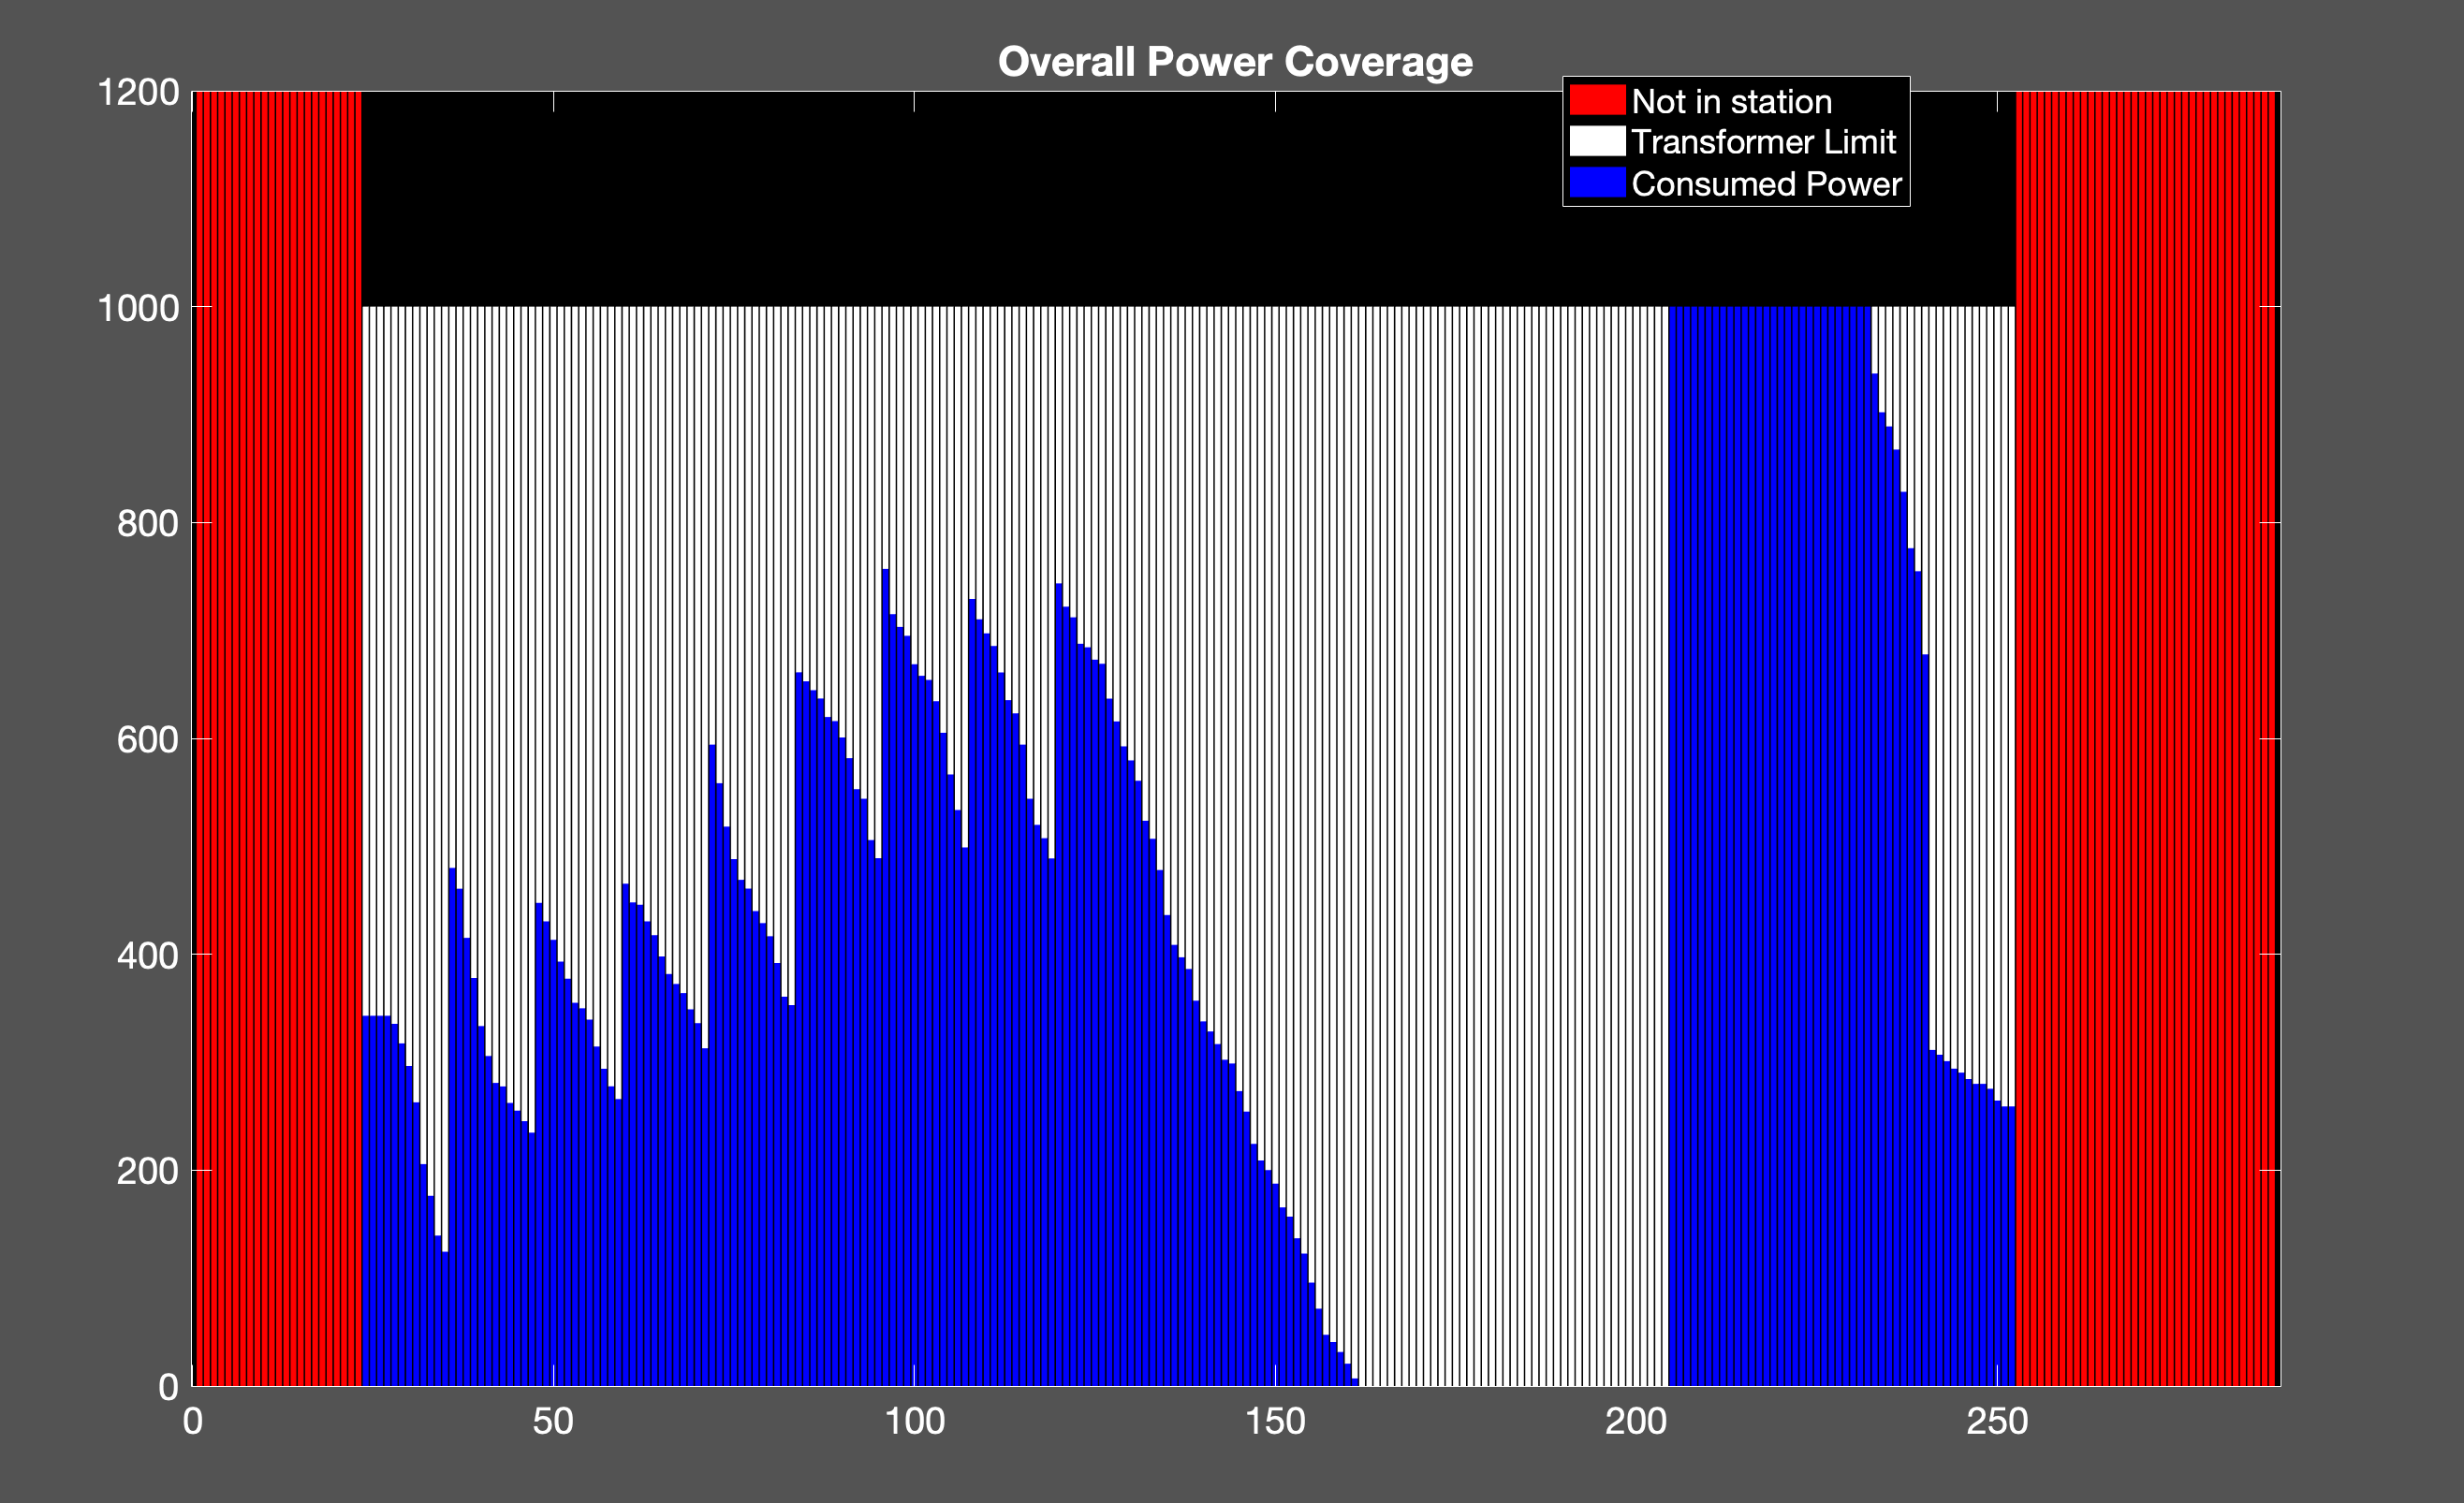 Overall Power Coverage
1200
1000
800
600
400
200
0
Not in station
Transformer Limit
Consumed Power
0 50 100 150 200 250